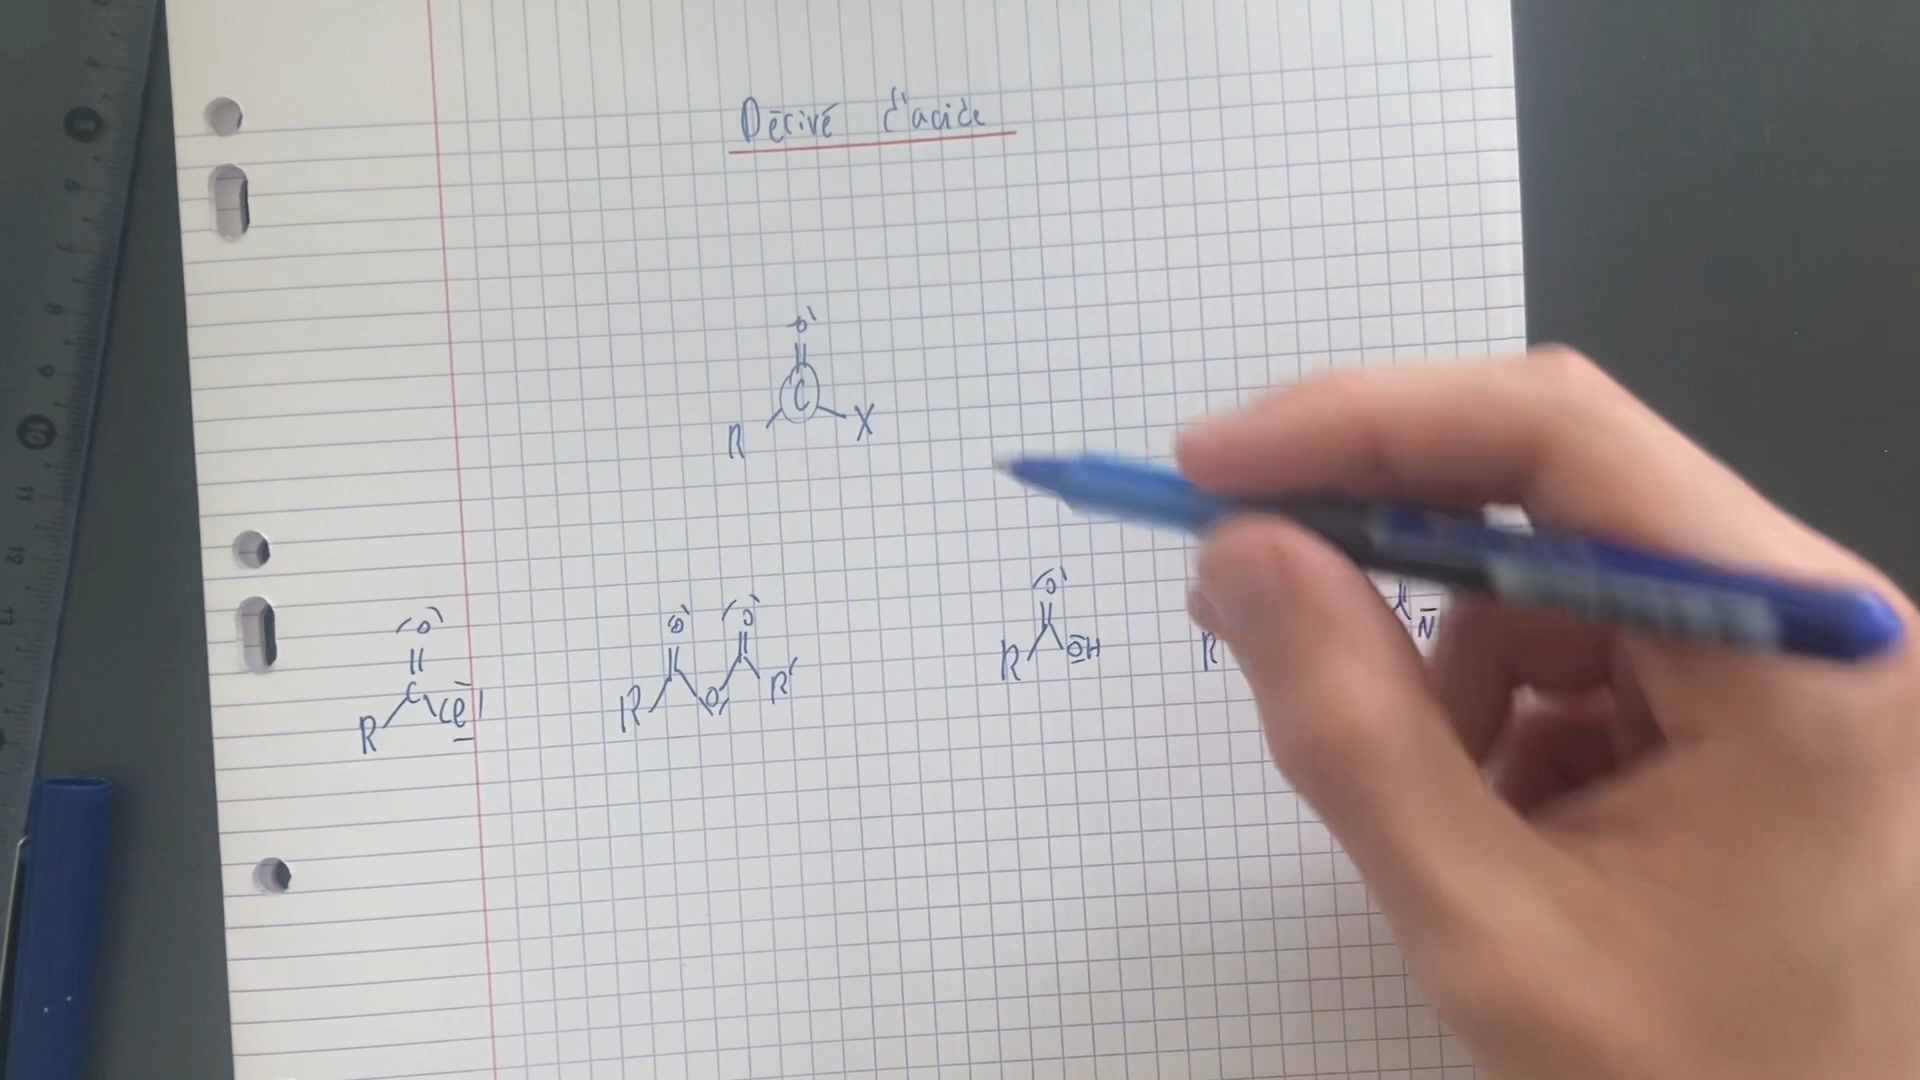 Dérivé d'acide
O
C
R X
O
C
R Cl
O O
R O R'
O
R OH
R
N